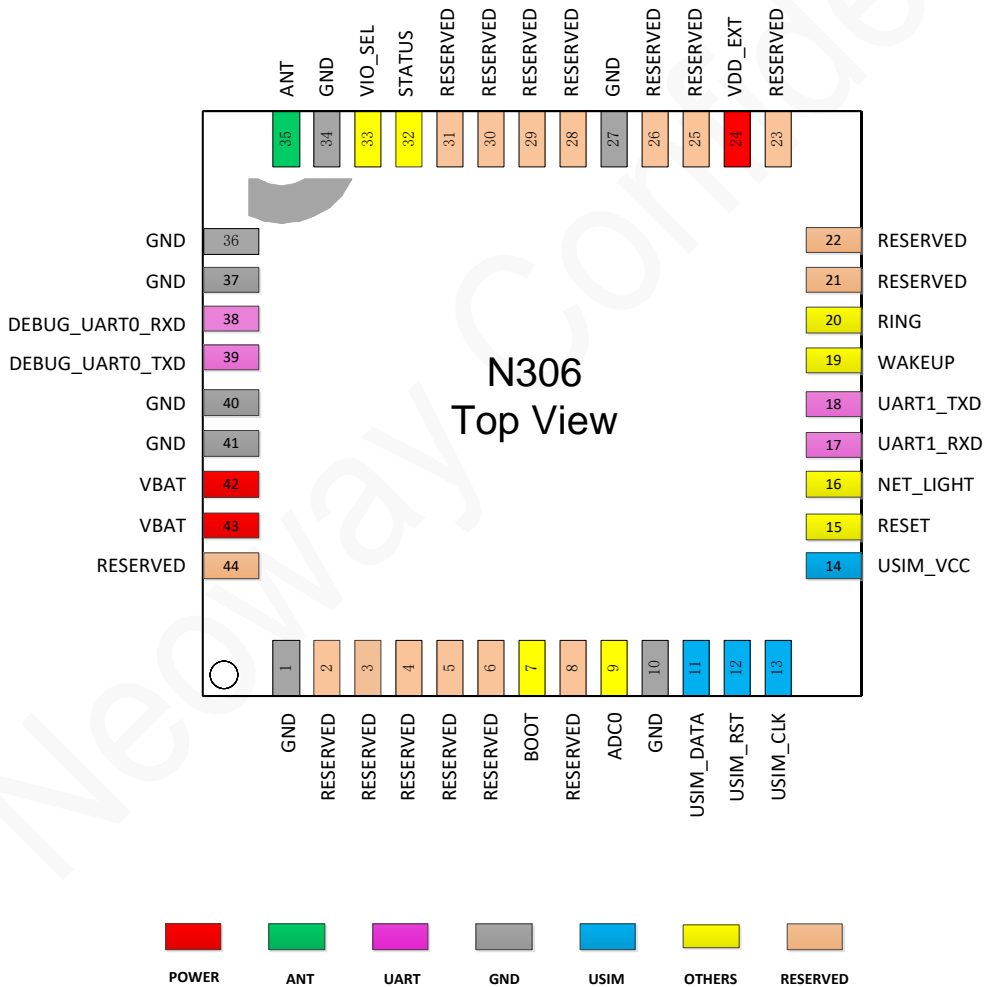 ANT
GND
VIO_SEL
STATUS
RESERVED
RESERVED
RESERVED
RESERVED
GND
RESERVED
RESERVED
VDD_EXT
RESERVED
35
34
33
32
31
30
29
28
27
26
25
24
23
GND 36
GND 37
DEBUG_UART0_RXD 38
DEBUG_UART0_TXD 39
GND 40
GND 41
VBAT 42
VBAT 43
RESERVED 44
N306
Top View
22 RESERVED
21 RESERVED
20 RING
19 WAKEUP
18 UART1_TXD
17 UART1_RXD
16 NET_LIGHT
15 RESET
14 USIM_VCC
1
2
3
4
5
6
7
8
9
10
11
12
13
GND
RESERVED
RESERVED
RESERVED
RESERVED
RESERVED
BOOT
RESERVED
ADC0
GND
USIM_DATA
USIM_RST
USIM_CLK
POWER
ANT
UART
GND
USIM
OTHERS
RESERVED
Neoway Confide